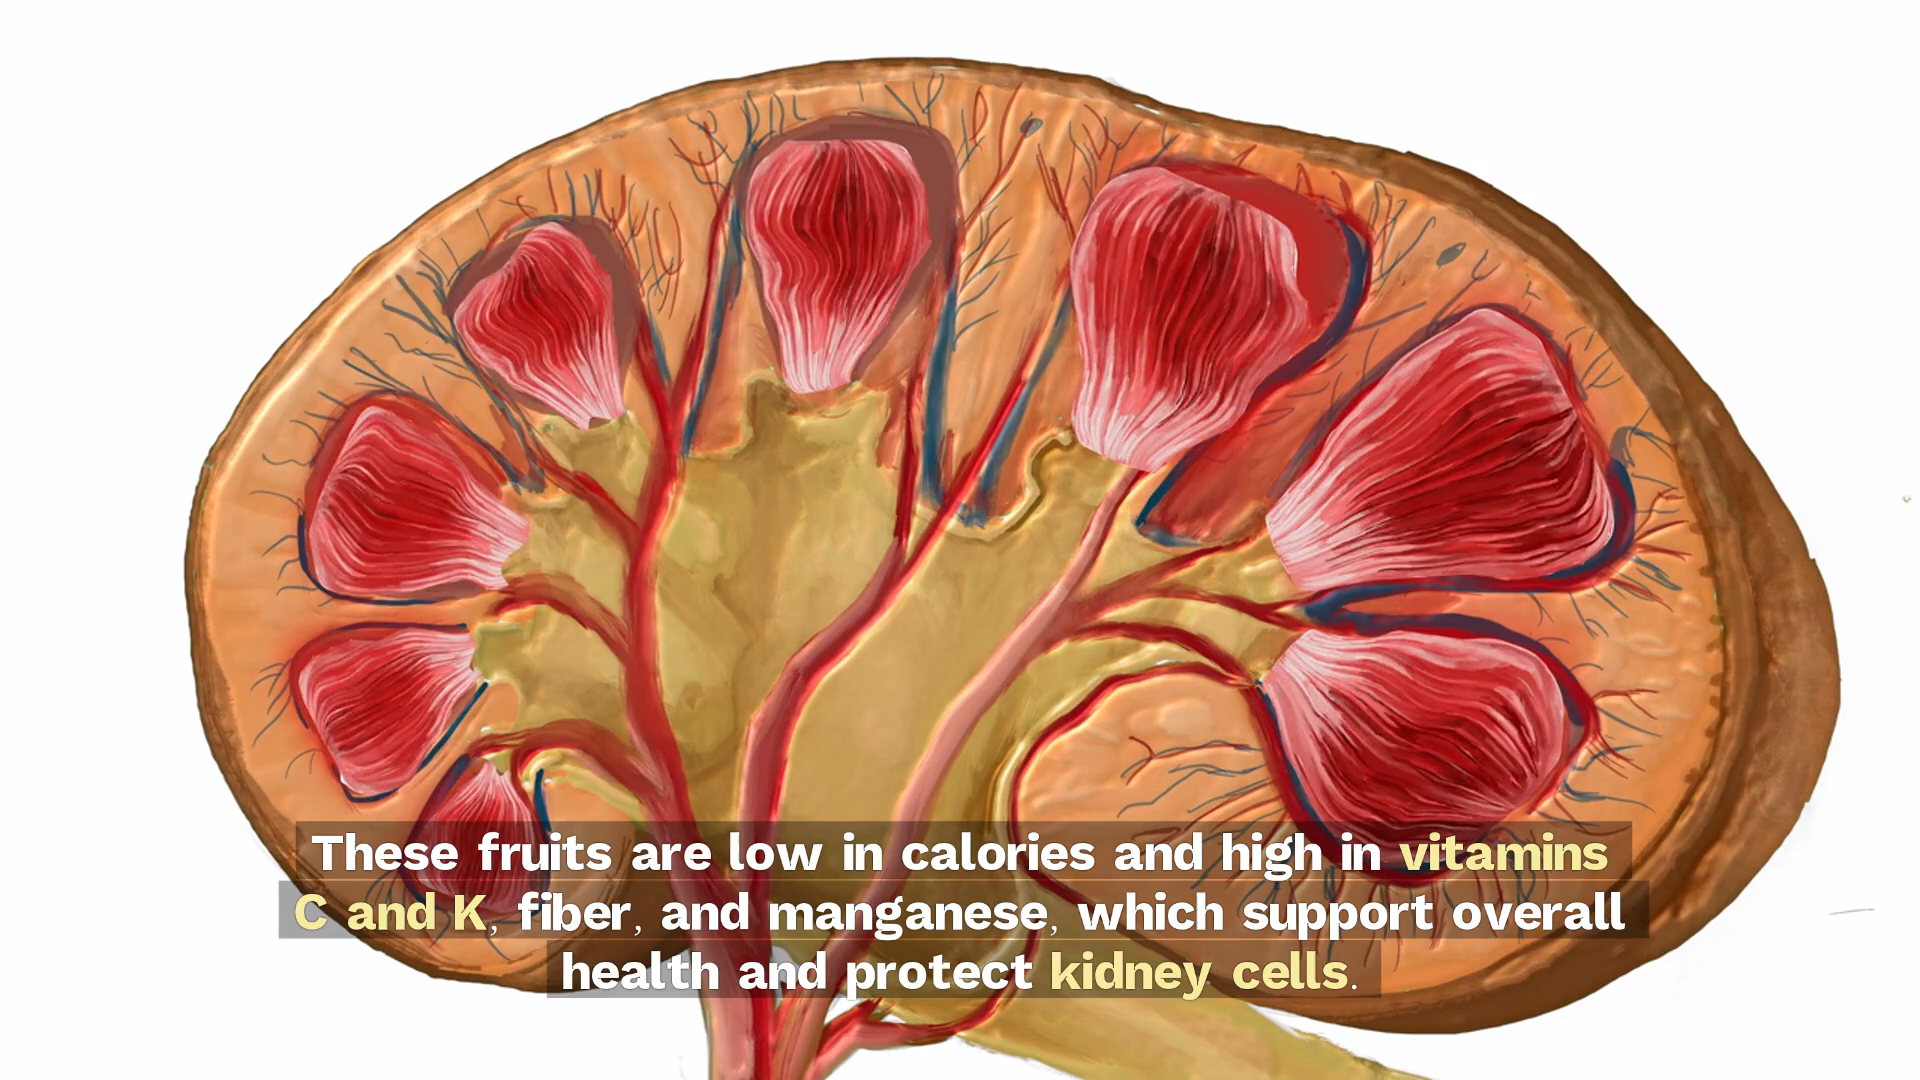 These fruits are low in calories and high in vitamins
C and K, fiber, and manganese, which support overall
health and protect kidney cells.